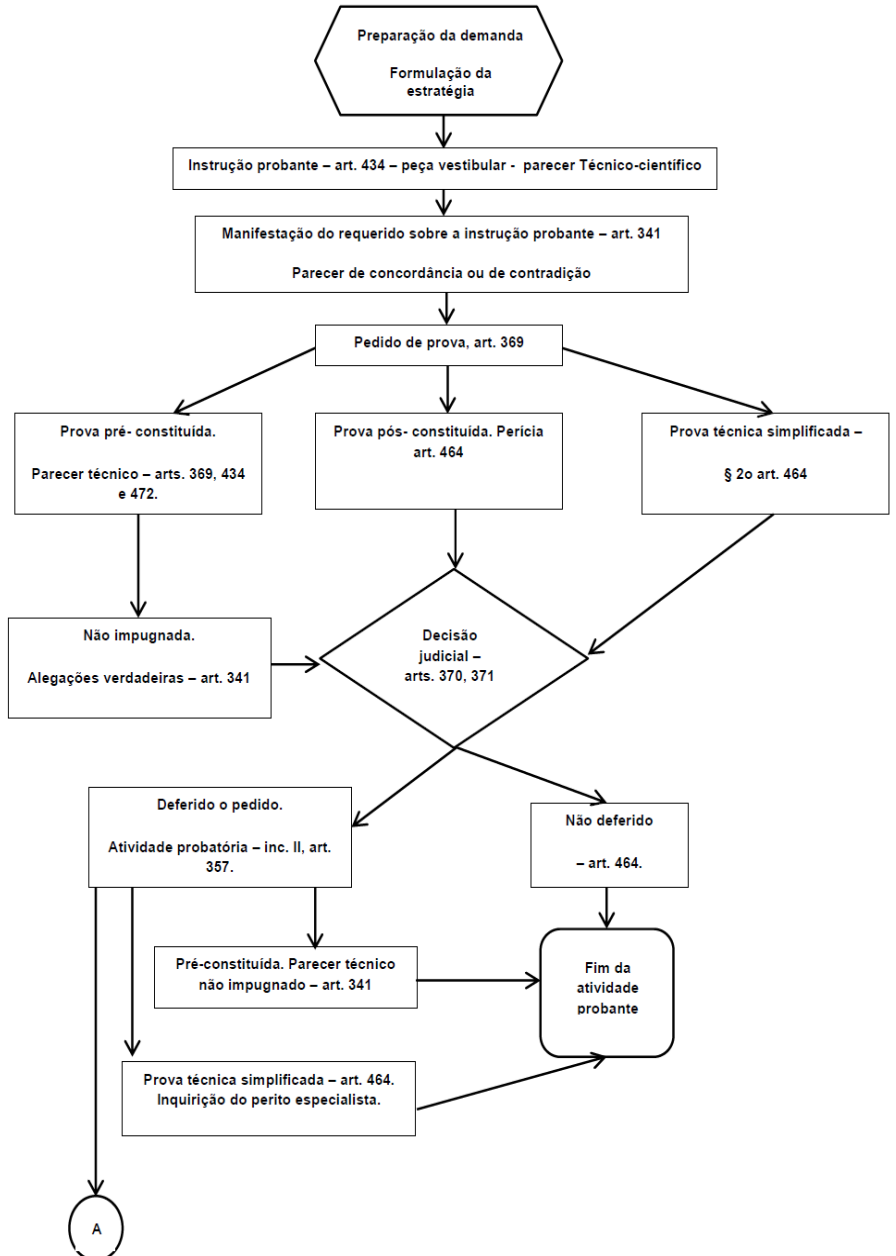 Preparação da demanda
Formulação da
estratégia
Instrução probante – art. 434 – peça vestibular - parecer Técnico-científico
Manifestação do requerido sobre a instrução probante – art. 341
Parecer de concordância ou de contradição
Pedido de prova, art. 369
Prova pré- constituída.
Parecer técnico – arts. 369, 434
e 472.
Prova pós- constituída. Perícia
art. 464
Prova técnica simplificada –
§ 2o art. 464
Não impugnada.
Alegações verdadeiras – art. 341
Decisão
judicial –
arts. 370, 371
Deferido o pedido.
Atividade probatória – inc. II, art.
357.
Não deferido
– art. 464.
Pré-constituída. Parecer técnico
não impugnado – art. 341
Fim da
atividade
probante
Prova técnica simplificada – art. 464.
Inquirição do perito especialista.
A